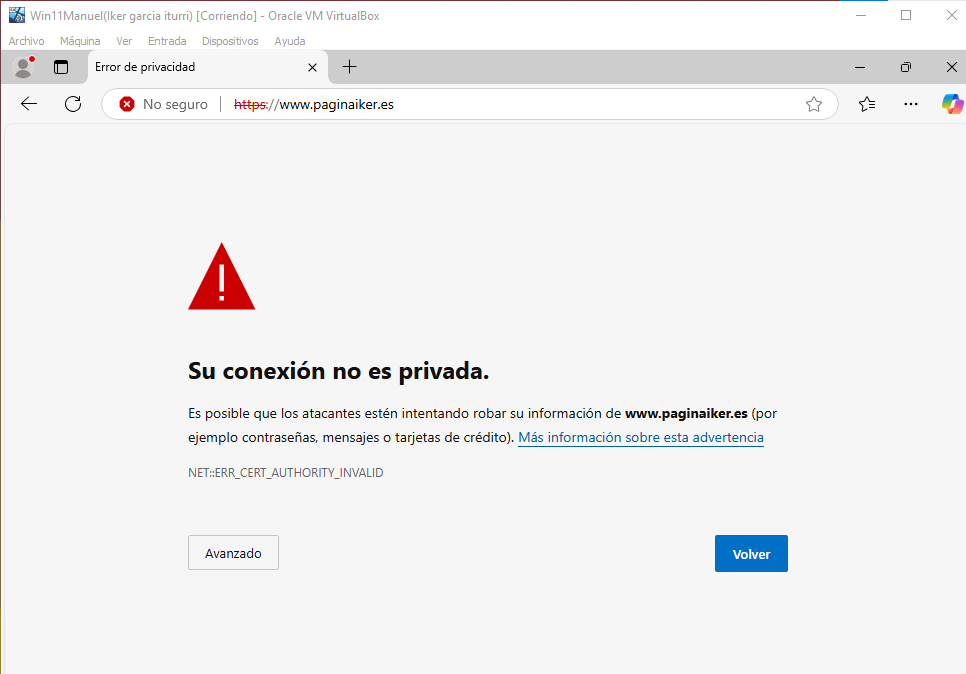 Win11Manuel(Iker garcia iturri) [Corriendo] - Oracle VM VirtualBox
Archivo Máquina Ver Entrada Dispositivos Ayuda
Error de privacidad
No seguro https://www.paginaiker.es
Su conexión no es privada.
Es posible que los atacantes estén intentando robar su información de www.paginaiker.es (por
ejemplo contraseñas, mensajes o tarjetas de crédito). Más información sobre esta advertencia
NET::ERR_CERT_AUTHORITY_INVALID
Avanzado Volver